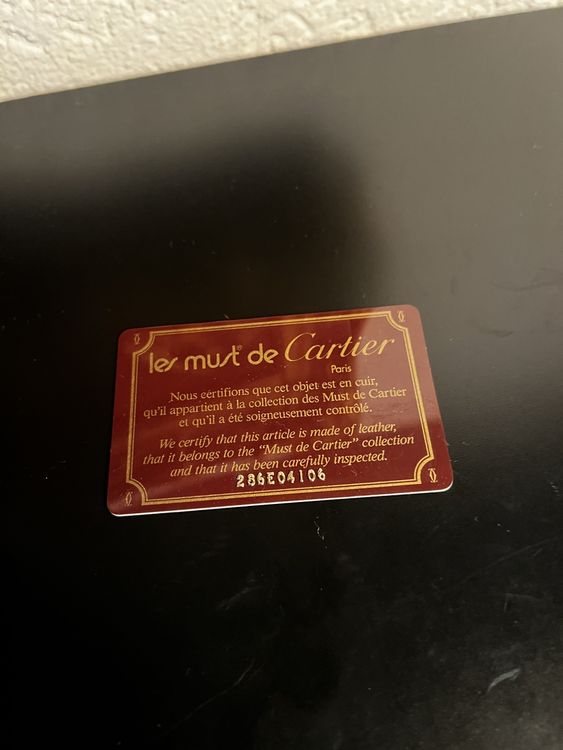 les must® de Cartier
Paris
Nous certifions que cet objet est en cuir,
qu'il appartient à la collection des Must de Cartier
et qu'il a été soigneusement contrôlé.
We certify that this article is made of leather,
that it belongs to the "Must de Cartier" collection
and that it has been carefully inspected.
286E04106